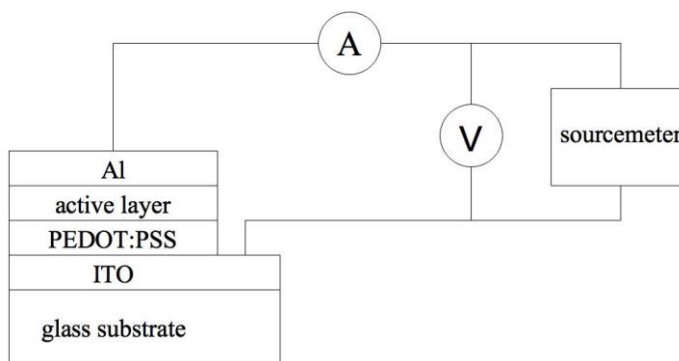 A
V
sourcemeter
Al
active layer
PEDOT:PSS
ITO
glass substrate